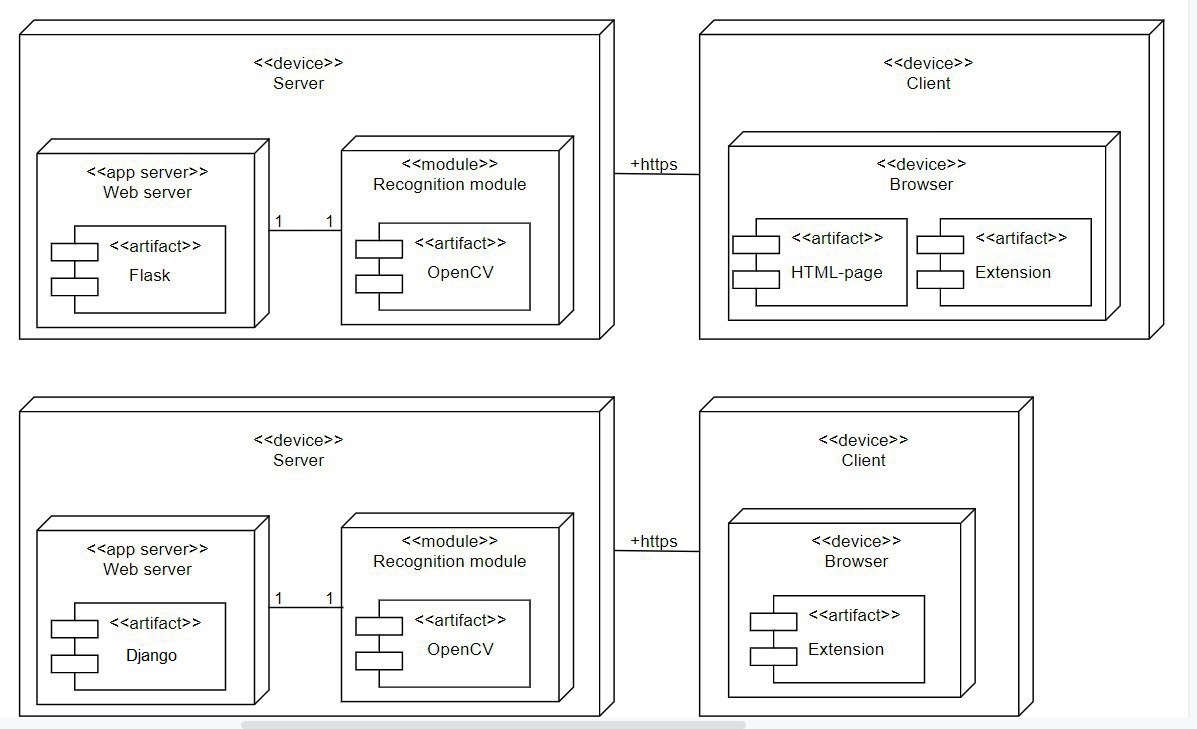 <<device>>
Server
<<app server>>
Web server
<<artifact>>
Flask
1
1
<<module>>
Recognition module
<<artifact>>
OpenCV
+https
<<device>>
Client
<<device>>
Browser
<<artifact>>
HTML-page
<<artifact>>
Extension
<<device>>
Server
<<app server>>
Web server
<<artifact>>
Django
1
1
<<module>>
Recognition module
<<artifact>>
OpenCV
+https
<<device>>
Client
<<device>>
Browser
<<artifact>>
Extension